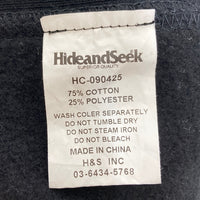 HideandSeek
SUPERIOR QUALITY
HC-090425
75% COTTON
25% POLYESTER
WASH COLER SEPARATELY
DO NOT TUMBLE DRY
DO NOT STEAM IRON
DO NOT BLEACH
MADE IN CHINA
H&S INC
03-6434-5768